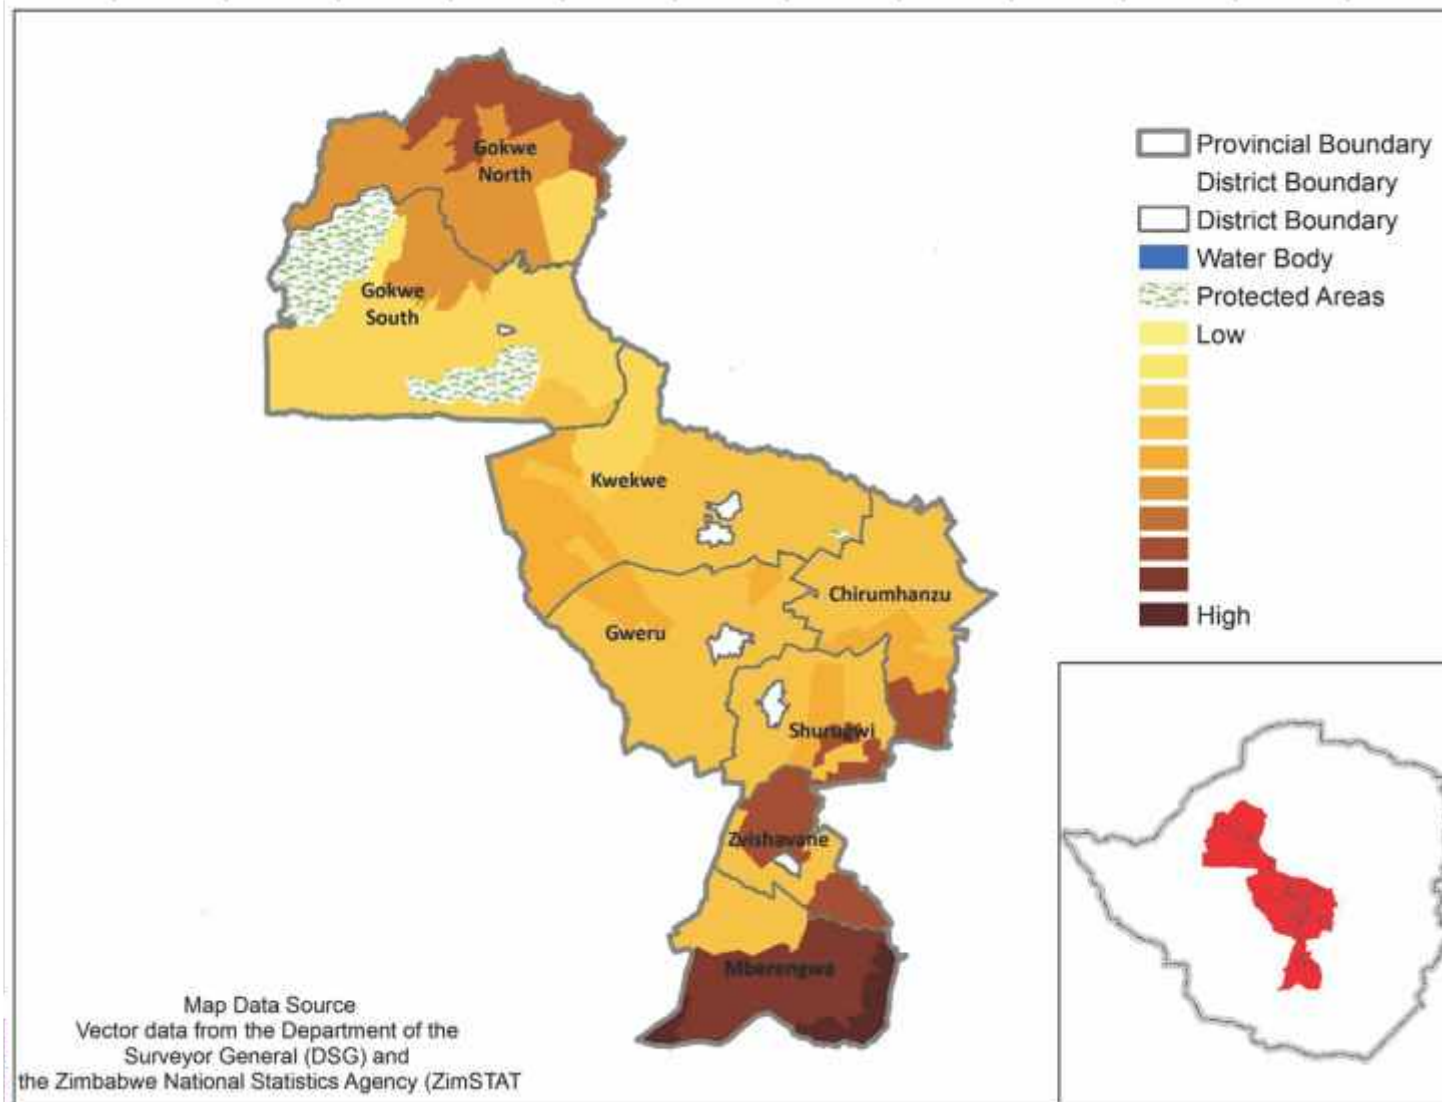 Gokwe
North
Gokwe
South
Kwekwe
Chirumhanzu
Gweru
Shurugwi
Zvishavane
Mberengwa
Provincial Boundary
District Boundary
District Boundary
Water Body
Protected Areas
Low
High
Map Data Source
Vector data from the Department of the
Surveyor General (DSG) and
the Zimbabwe National Statistics Agency (ZimSTAT